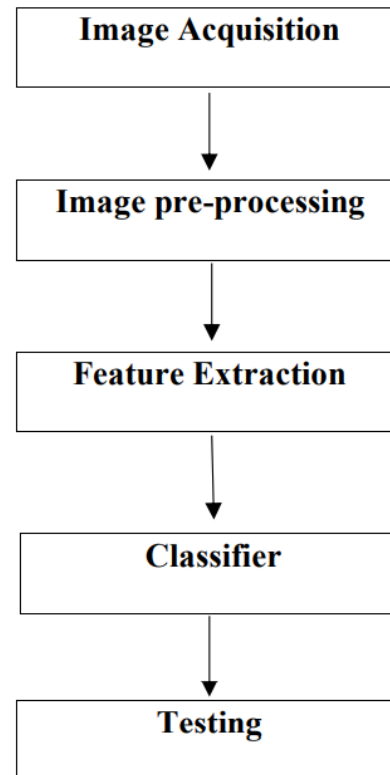 Image Acquisition
Image pre-processing
Feature Extraction
Classifier
Testing